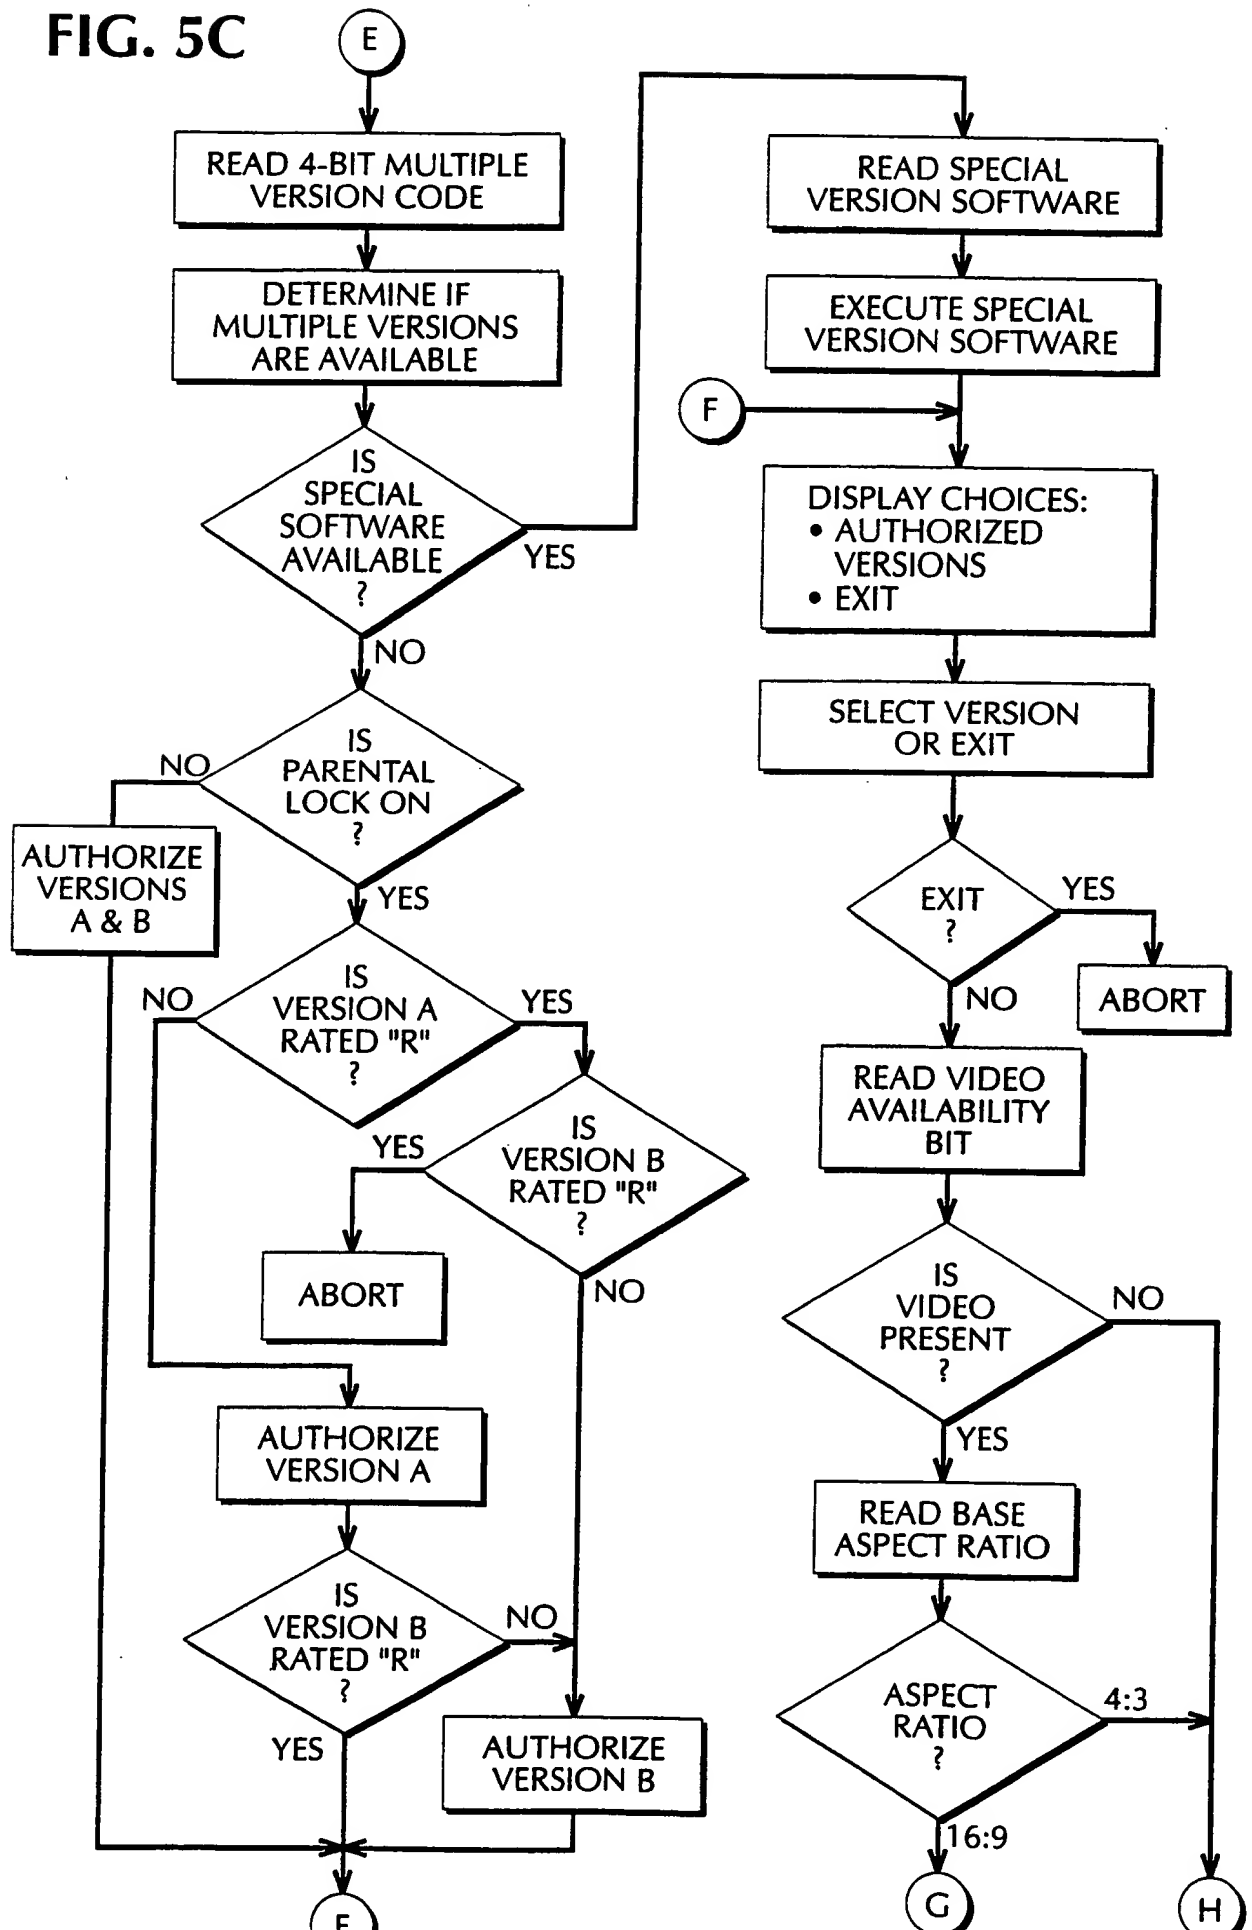 FIG. 5C
E
READ 4-BIT MULTIPLE
VERSION CODE
DETERMINE IF
MULTIPLE VERSIONS
ARE AVAILABLE
IS
SPECIAL
SOFTWARE
AVAILABLE
?
YES
NO
IS
PARENTAL
LOCK ON
?
NO
YES
AUTHORIZE
VERSIONS
A & B
IS
VERSION A
RATED "R"
?
NO
YES
IS
VERSION B
RATED "R"
?
YES
NO
ABORT
AUTHORIZE
VERSION A
IS
VERSION B
RATED "R"
?
NO
YES
AUTHORIZE
VERSION B
READ SPECIAL
VERSION SOFTWARE
EXECUTE SPECIAL
VERSION SOFTWARE
F
DISPLAY CHOICES:
• AUTHORIZED
VERSIONS
• EXIT
SELECT VERSION
OR EXIT
EXIT
?
YES
NO
ABORT
READ VIDEO
AVAILABILITY
BIT
IS
VIDEO
PRESENT
?
NO
YES
READ BASE
ASPECT RATIO
ASPECT
RATIO
?
4:3
16:9
G
H